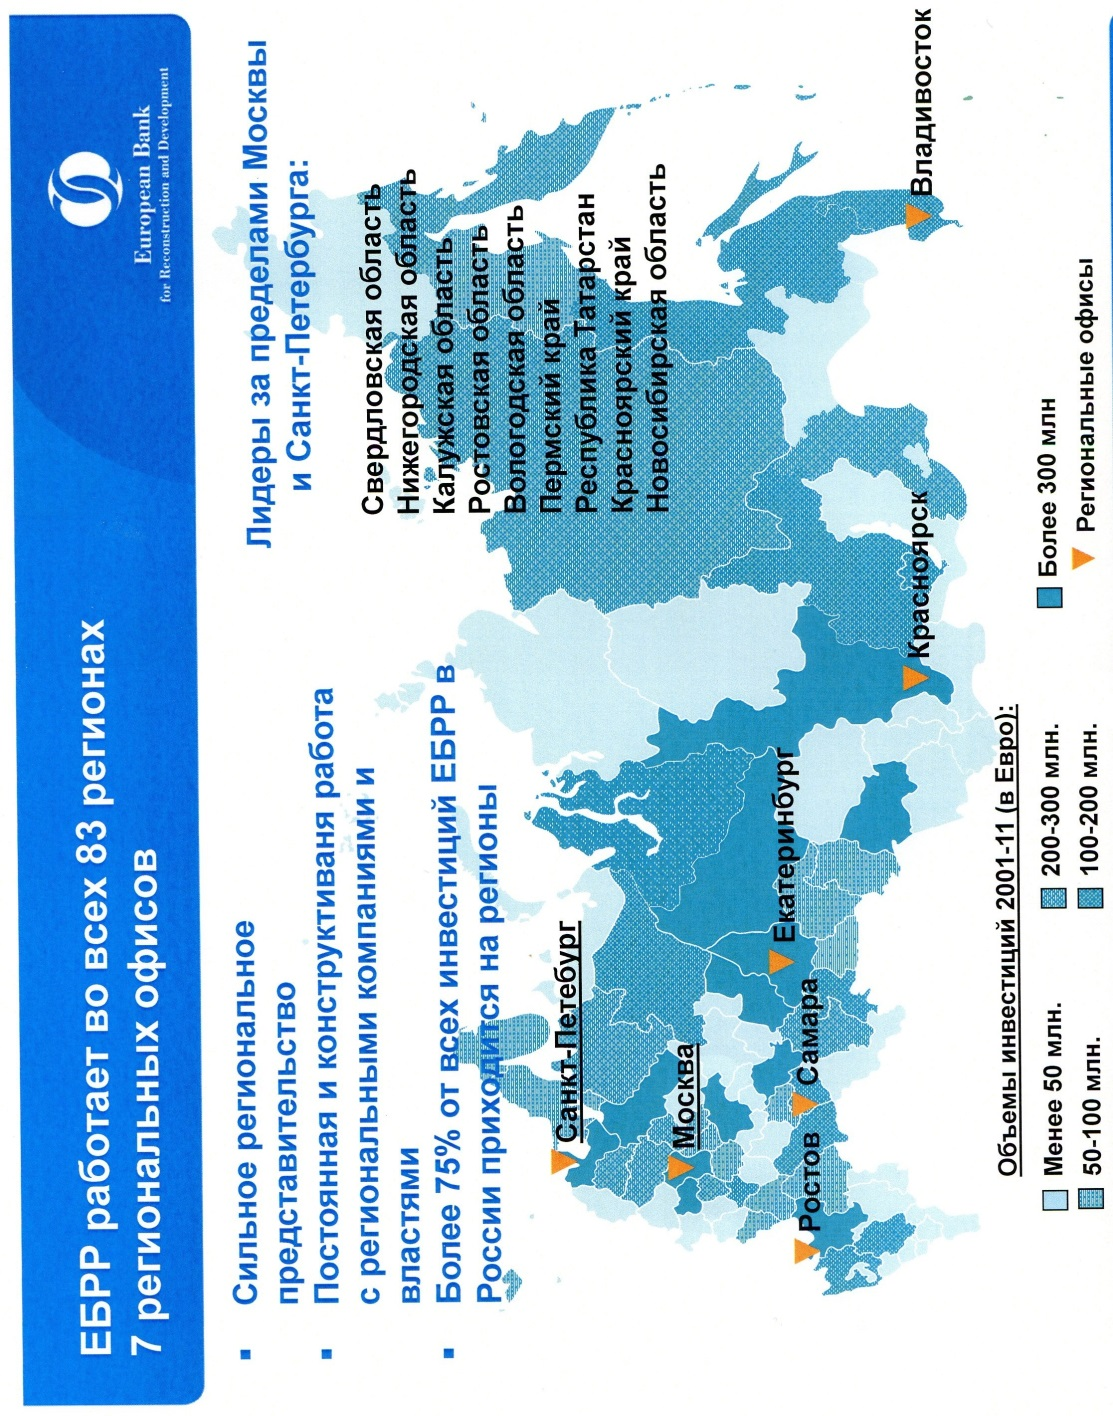 ЕБРР работает во всех 83 регионах
7 региональных офисов
European Bank
for Reconstruction and Development
▪ Сильное региональное
представительство
▪ Постоянная и конструктиваня работа
с региональными компаниями и
властями
▪ Более 75% от всех инвестиций ЕБРР в
России приходится на регионы
Лидеры за пределами Москвы
и Санкт-Петербурга:
Свердловская область
Нижегородская область
Калужская область
Ростовская область
Вологодская область
Пермский край
Республика Татарстан
Красноярский край
Новосибирская область
Санкт-Петебург
Москва
Ростов
Самара
Екатеринбург
Красноярск
Владивосток
Объемы инвестиций 2001-11 (в Евро):
Менее 50 млн.
200-300 млн.
Более 300 млн
50-100 млн.
100-200 млн.
Региональные офисы